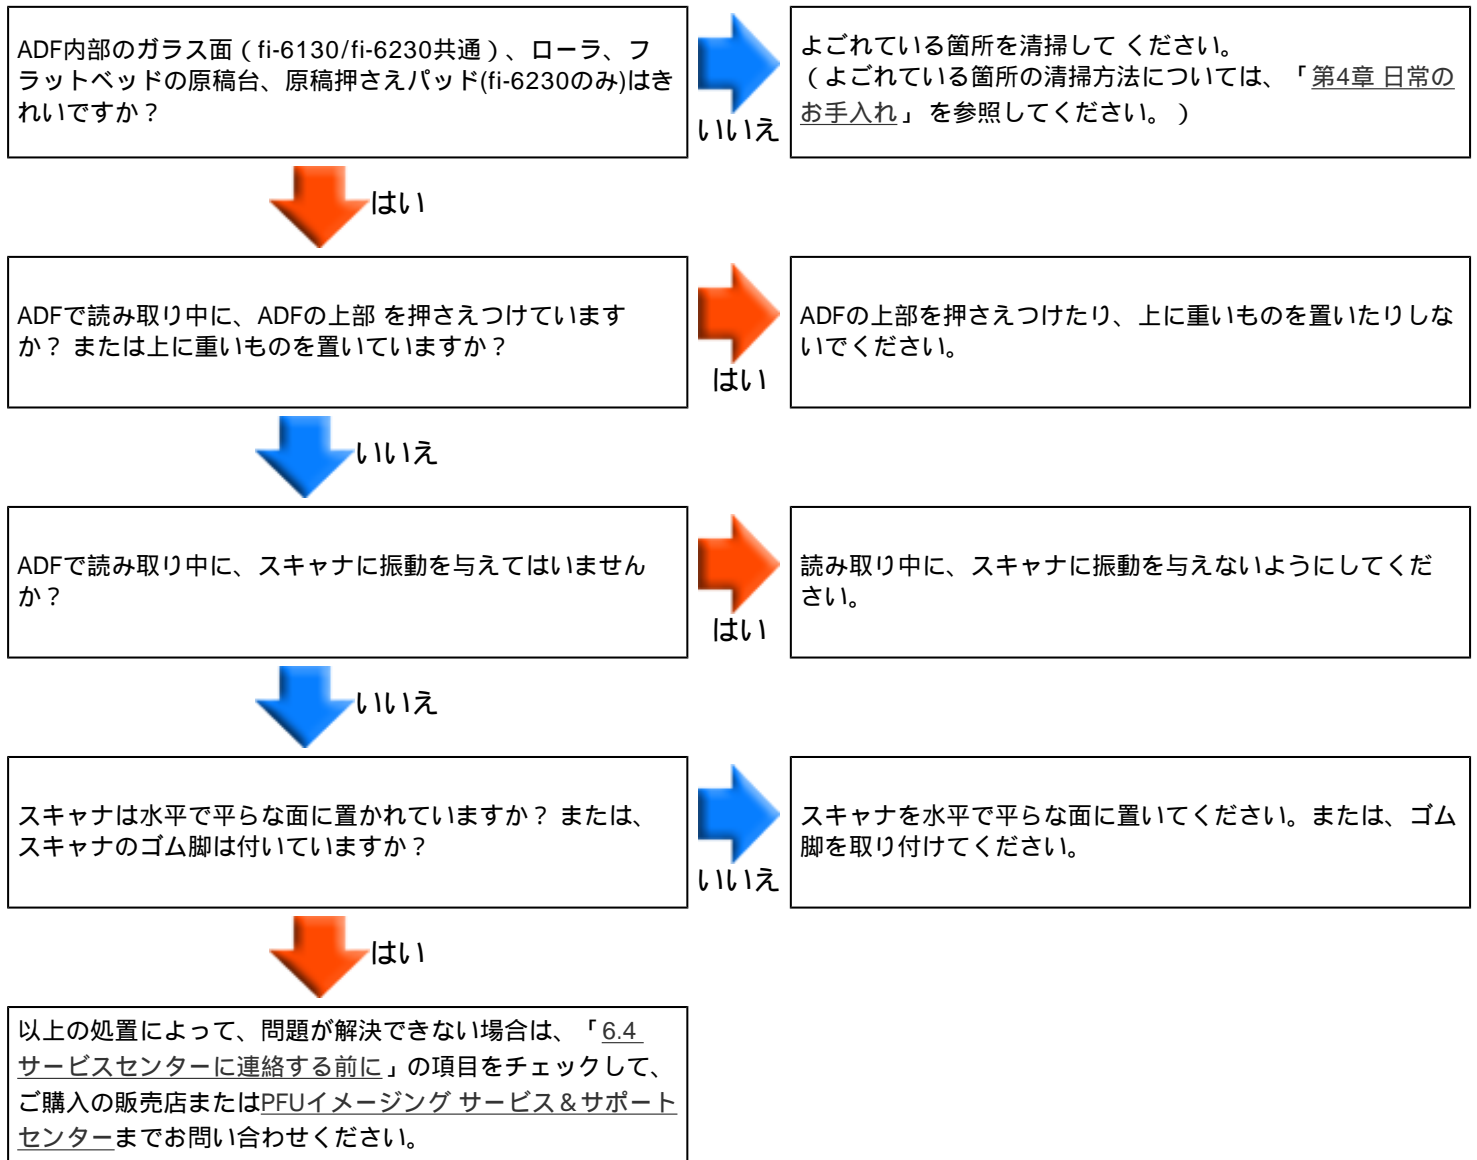 ADF内部のガラス面（fi-6130/fi-6230共通）、ローラ、フ
ラットベッドの原稿台、原稿押さえパッド(fi-6230のみ)はき
れいですか？
いいえ
よごれている箇所を清掃して ください。
（よごれている箇所の清掃方法については、「第4章 日常の
お手入れ」 を参照してください。）
はい
ADFで読み取り中に、ADFの上部 を押さえつけています
か？ または上に重いものを置いていますか？
はい
ADFの上部を押さえつけたり、上に重いものを置いたりしな
いでください。
いいえ
ADFで読み取り中に、スキャナに振動を与えてはいません
か？
はい
読み取り中に、スキャナに振動を与えないようにしてくだ
さい。
いいえ
スキャナは水平で平らな面に置かれていますか？ または、
スキャナのゴム脚は付いていますか？
いいえ
スキャナを水平で平らな面に置いてください。または、ゴム
脚を取り付けてください。
はい
以上の処置によって、問題が解決できない場合は、「6.4
サービスセンターに連絡する前に」の項目をチェックして、
ご購入の販売店またはPFUイメージング サービス＆サポート
センターまでお問い合わせください。